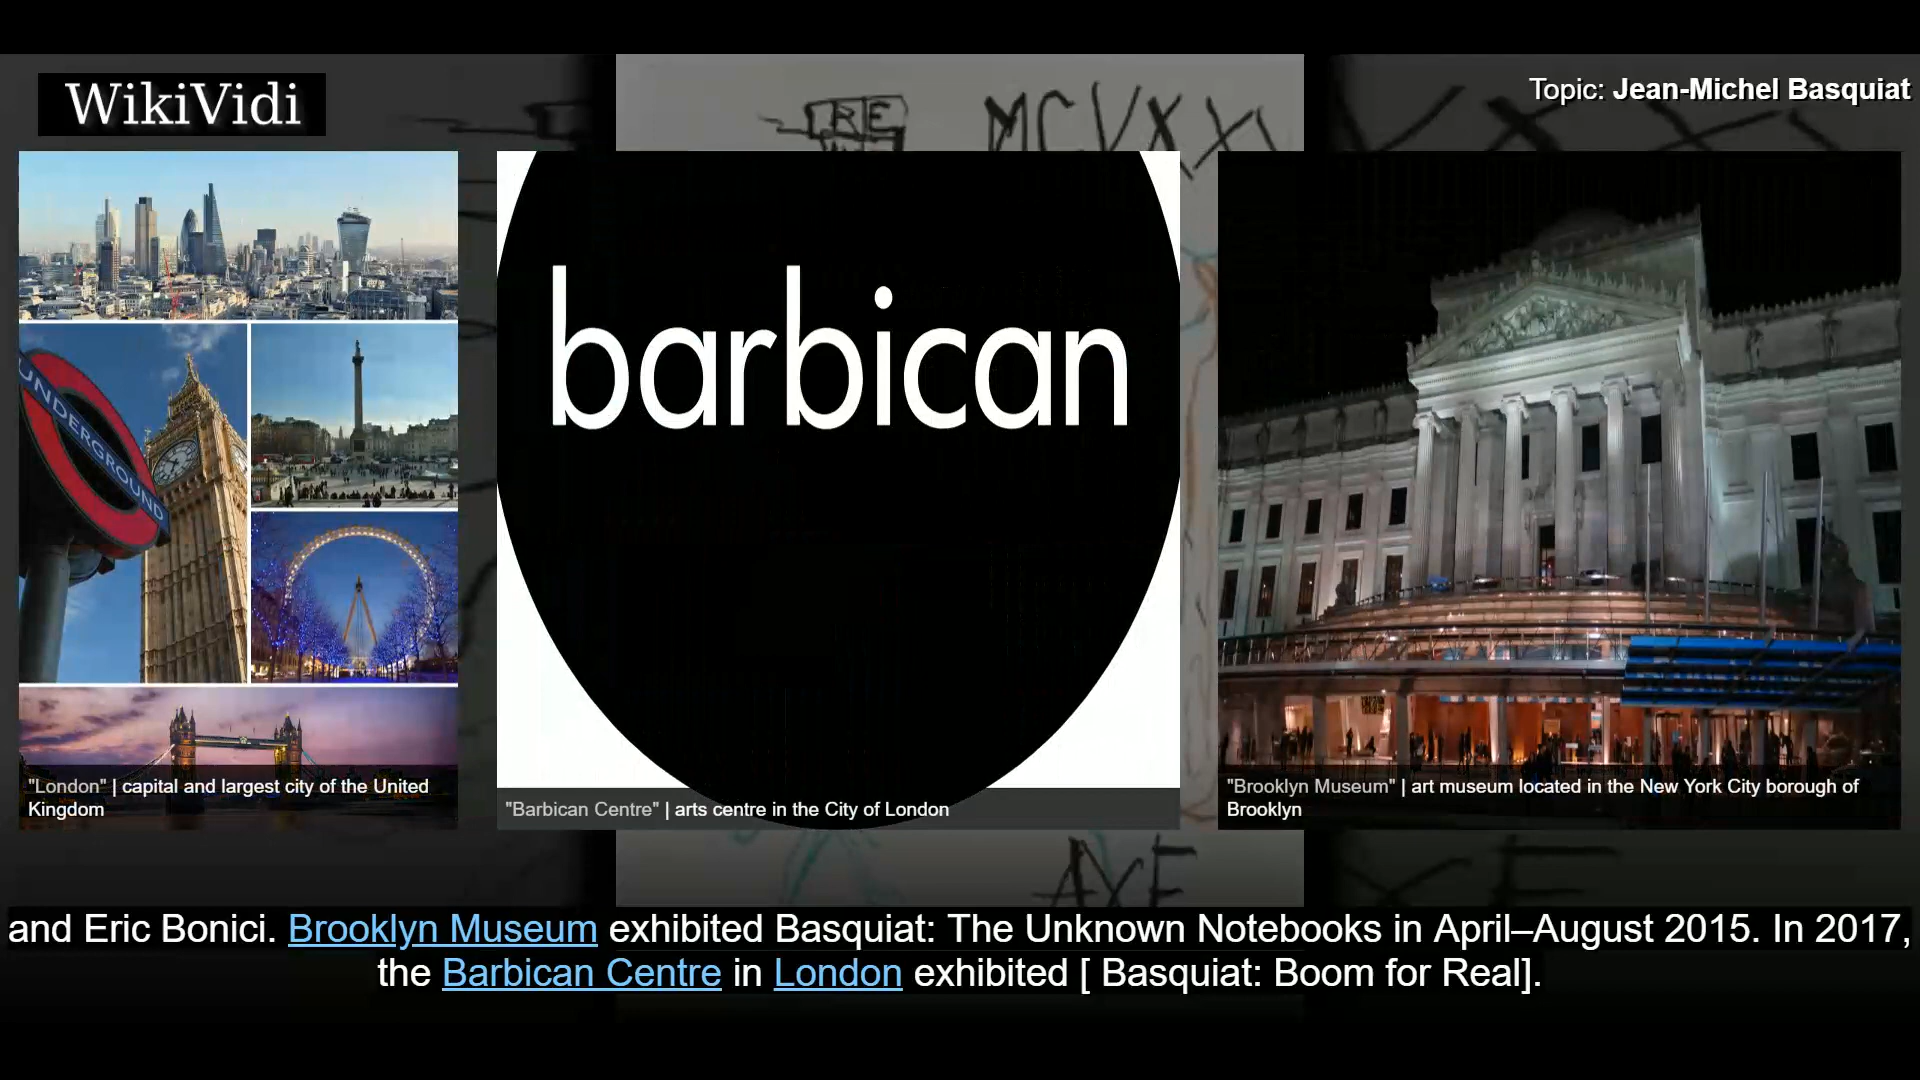 WikiVidi
Topic: Jean-Michel Basquiat
MCVXXV
UNDERGROUND
barbican
"London" | capital and largest city of the United
Kingdom
"Barbican Centre" | arts centre in the City of London
"Brooklyn Museum" | art museum located in the New York City borough of
Brooklyn
AXE
and Eric Bonici. Brooklyn Museum exhibited Basquiat: The Unknown Notebooks in April–August 2015. In 2017,
the Barbican Centre in London exhibited [ Basquiat: Boom for Real].